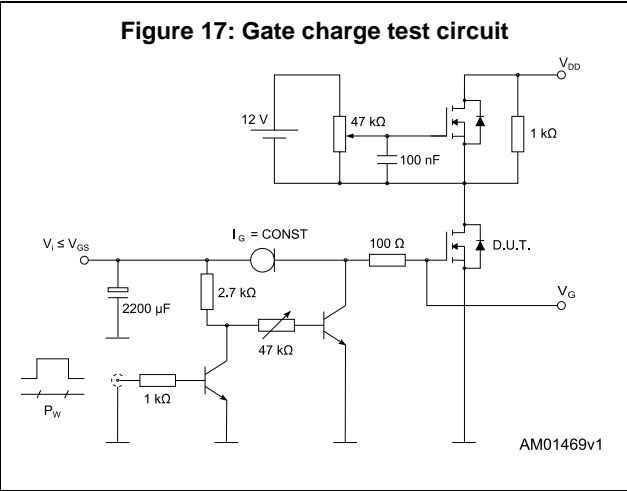 Figure 17: Gate charge test circuit
V_DD
12 V
47 kΩ
1 kΩ
100 nF
V_i ≤ V_GS
I_G = CONST
100 Ω
D.U.T.
2.7 kΩ
2200 µF
V_G
47 kΩ
1 kΩ
P_W
AM01469v1